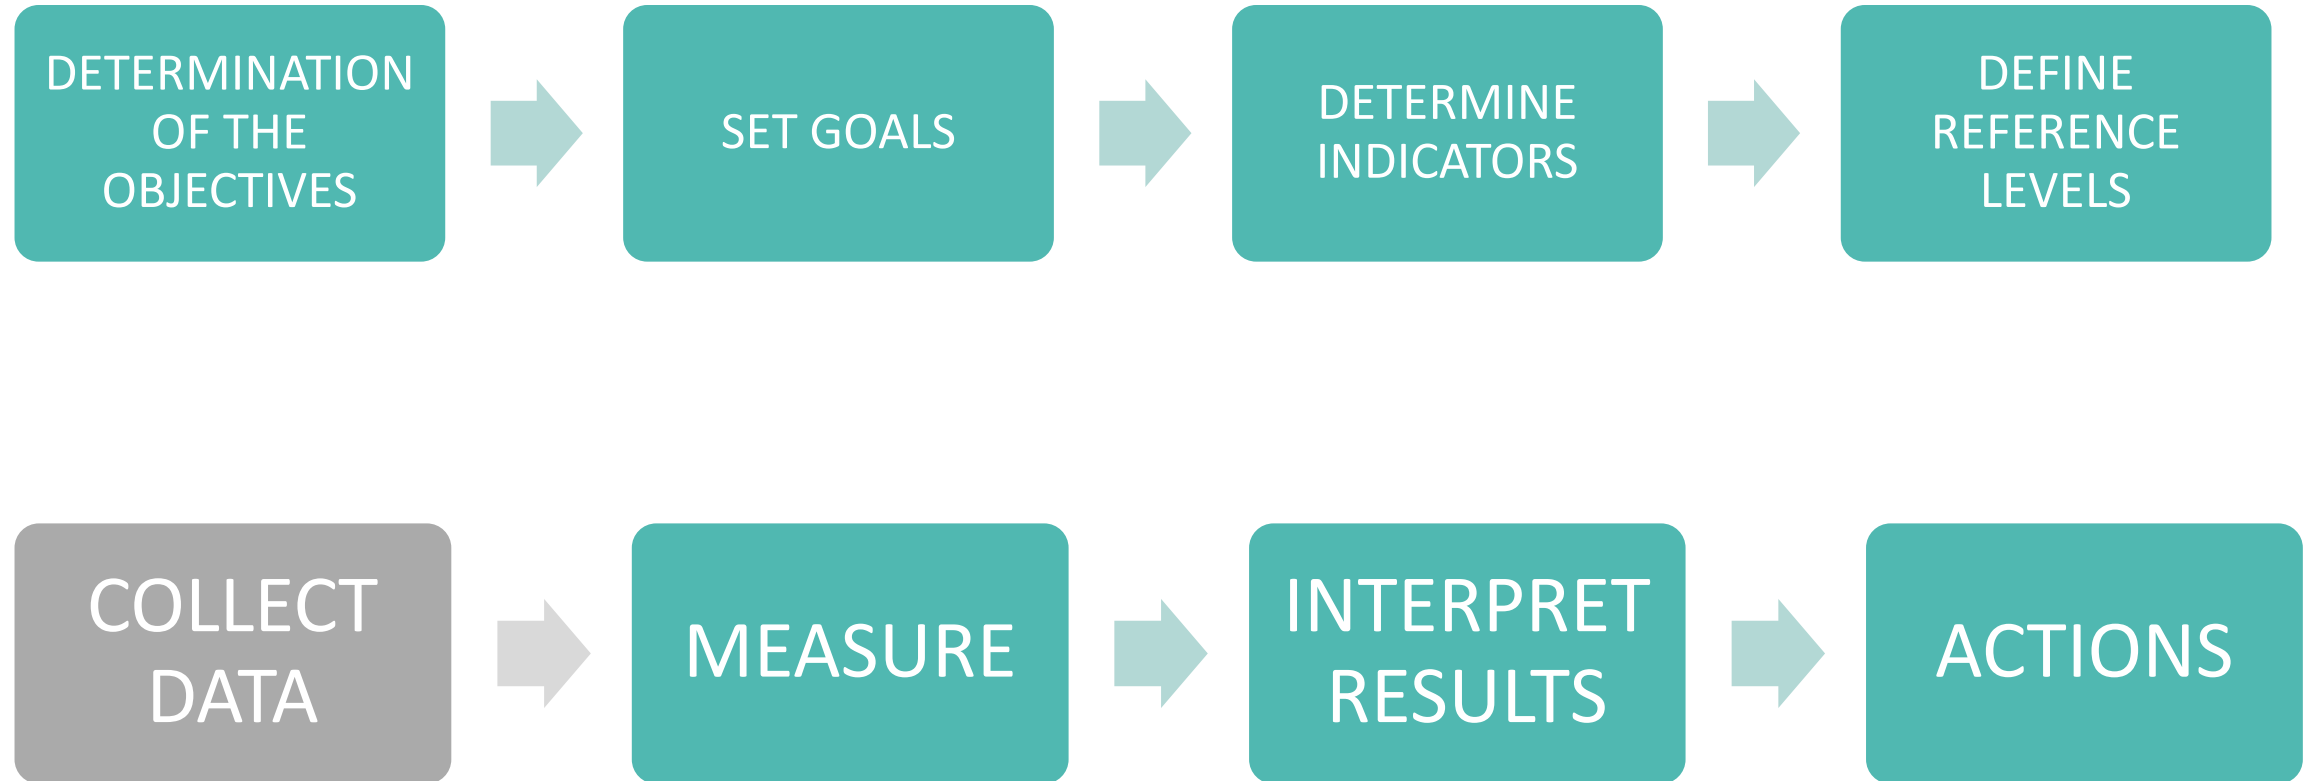 DETERMINATION
OF THE
OBJECTIVES
SET GOALS
DETERMINE
INDICATORS
DEFINE
REFERENCE
LEVELS
COLLECT
DATA
MEASURE
INTERPRET
RESULTS
ACTIONS